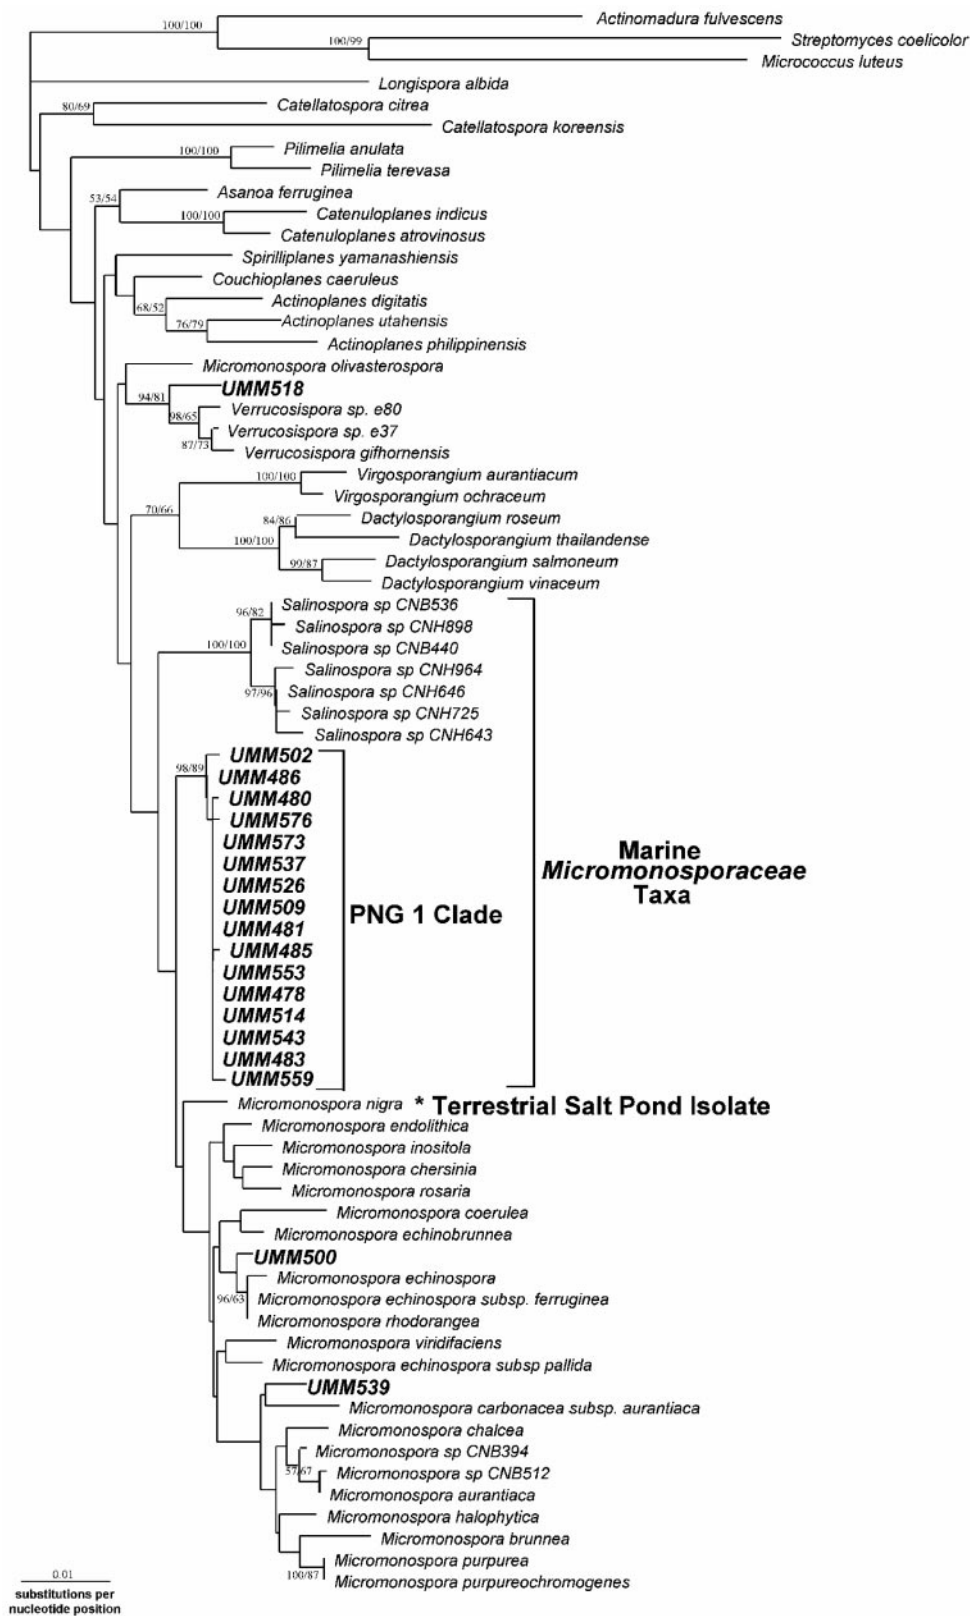 Actinomadura fulvescens
100/100
Streptomyces coelicolor
100/99
Micrococcus luteus
Longispora albida
Catellatospora citrea
80/69
Catellatospora koreensis
Pilimelia anulata
100/100
Pilimelia terevasa
Asanoa ferruginea
53/54
Catenuloplanes indicus
100/100
Catenuloplanes atrovinosus
Spirilliplanes yamanashiensis
Couchioplanes caeruleus
Actinoplanes digitatis
68/52
Actinoplanes utahensis
76/79
Actinoplanes philippinensis
Micromonospora olivasterospora
UMM518
94/81
Verrucosispora sp. e80
98/65
Verrucosispora sp. e37
87/73
Verrucosispora gifhornensis
Virgosporangium aurantiacum
100/100
Virgosporangium ochraceum
70/66
Dactylosporangium roseum
84/86
Dactylosporangium thailandense
100/100
Dactylosporangium salmoneum
99/87
Dactylosporangium vinaceum
Salinospora sp CNB536
96/82
Salinospora sp CNH898
Salinospora sp CNB440
100/100
Salinospora sp CNH964
Salinospora sp CNH646
97/96
Salinospora sp CNH725
Salinospora sp CNH643
UMM502
98/89
UMM486
UMM480
UMM576
UMM573
UMM537
UMM526
UMM509
UMM481
UMM485
UMM553
UMM478
UMM514
UMM543
UMM483
UMM559
PNG 1 Clade
Marine
Micromonosporaceae
Taxa
Micromonospora nigra * Terrestrial Salt Pond Isolate
Micromonospora endolithica
Micromonospora inositola
Micromonospora chersinia
Micromonospora rosaria
Micromonospora coerulea
Micromonospora echinobrunnea
UMM500
Micromonospora echinospora
96/63
Micromonospora echinospora subsp. ferruginea
Micromonospora rhodorangea
Micromonospora viridifaciens
Micromonospora echinospora subsp pallida
UMM539
Micromonospora carbonacea subsp. aurantiaca
Micromonospora chalcea
Micromonospora sp CNB394
57/67
Micromonospora sp CNB512
Micromonospora aurantiaca
Micromonospora halophytica
Micromonospora brunnea
Micromonospora purpurea
100/87
Micromonospora purpureochromogenes
0.01
substitutions per
nucleotide position